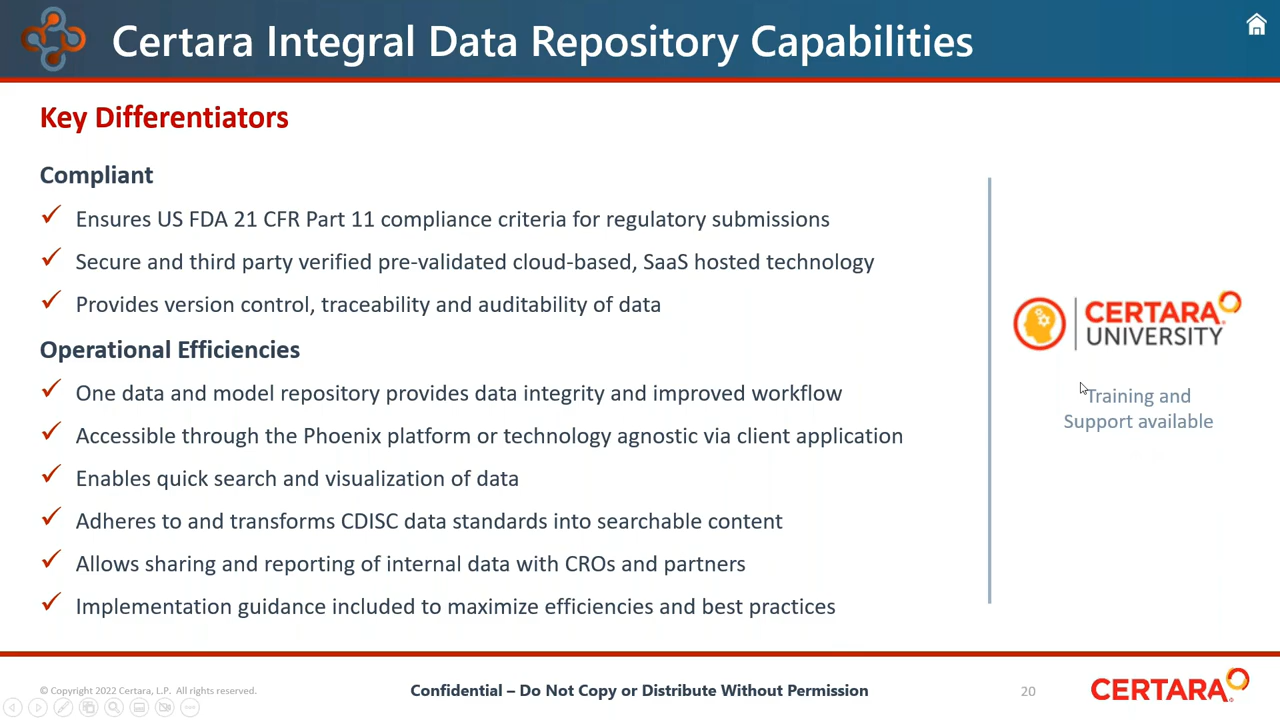 Certara Integral Data Repository Capabilities
Key Differentiators
Compliant
Ensures US FDA 21 CFR Part 11 compliance criteria for regulatory submissions
Secure and third party verified pre-validated cloud-based, SaaS hosted technology
Provides version control, traceability and auditability of data
Operational Efficiencies
One data and model repository provides data integrity and improved workflow
Accessible through the Phoenix platform or technology agnostic via client application
Enables quick search and visualization of data
Adheres to and transforms CDISC data standards into searchable content
Allows sharing and reporting of internal data with CROs and partners
Implementation guidance included to maximize efficiencies and best practices
CERTARA
UNIVERSITY
Training and
Support available
© Copyright 2022 Certara, L.P. All rights reserved.
Confidential – Do Not Copy or Distribute Without Permission
20
CERTARA